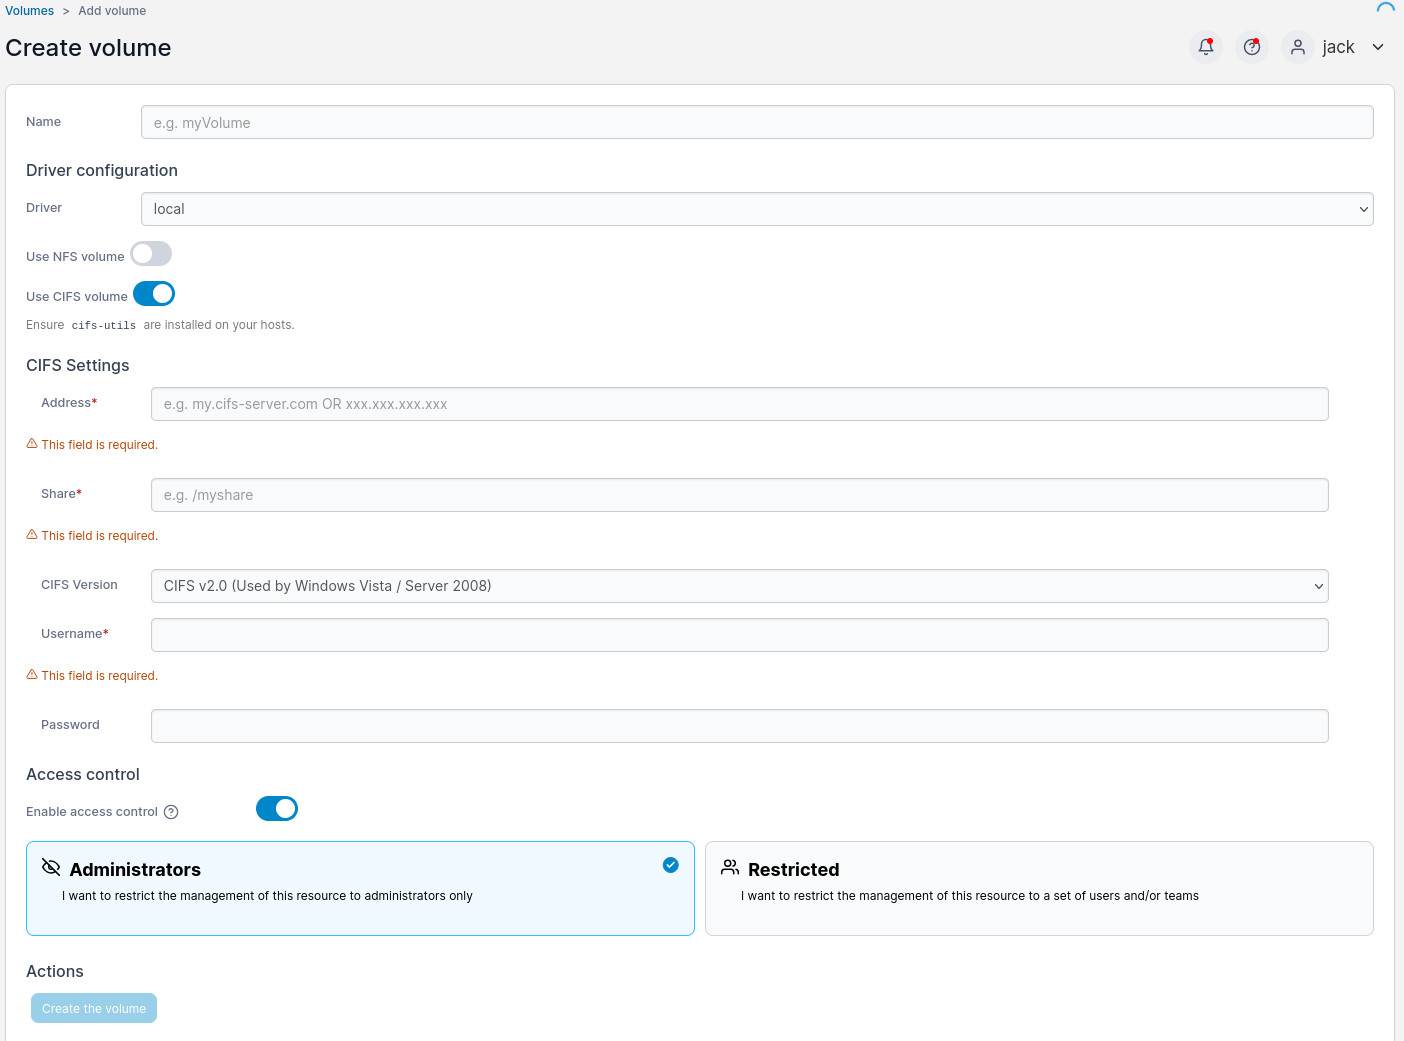 Volumes > Add volume
Create volume
jack
Name
e.g. myVolume
Driver configuration
Driver
local
Use NFS volume
Use CIFS volume
Ensure cifs-utils are installed on your hosts.
CIFS Settings
Address*
e.g. my.cifs-server.com OR xxx.xxx.xxx.xxx
This field is required.
Share*
e.g. /myshare
This field is required.
CIFS Version
CIFS v2.0 (Used by Windows Vista / Server 2008)
Username*
This field is required.
Password
Access control
Enable access control
Administrators
I want to restrict the management of this resource to administrators only
Restricted
I want to restrict the management of this resource to a set of users and/or teams
Actions
Create the volume